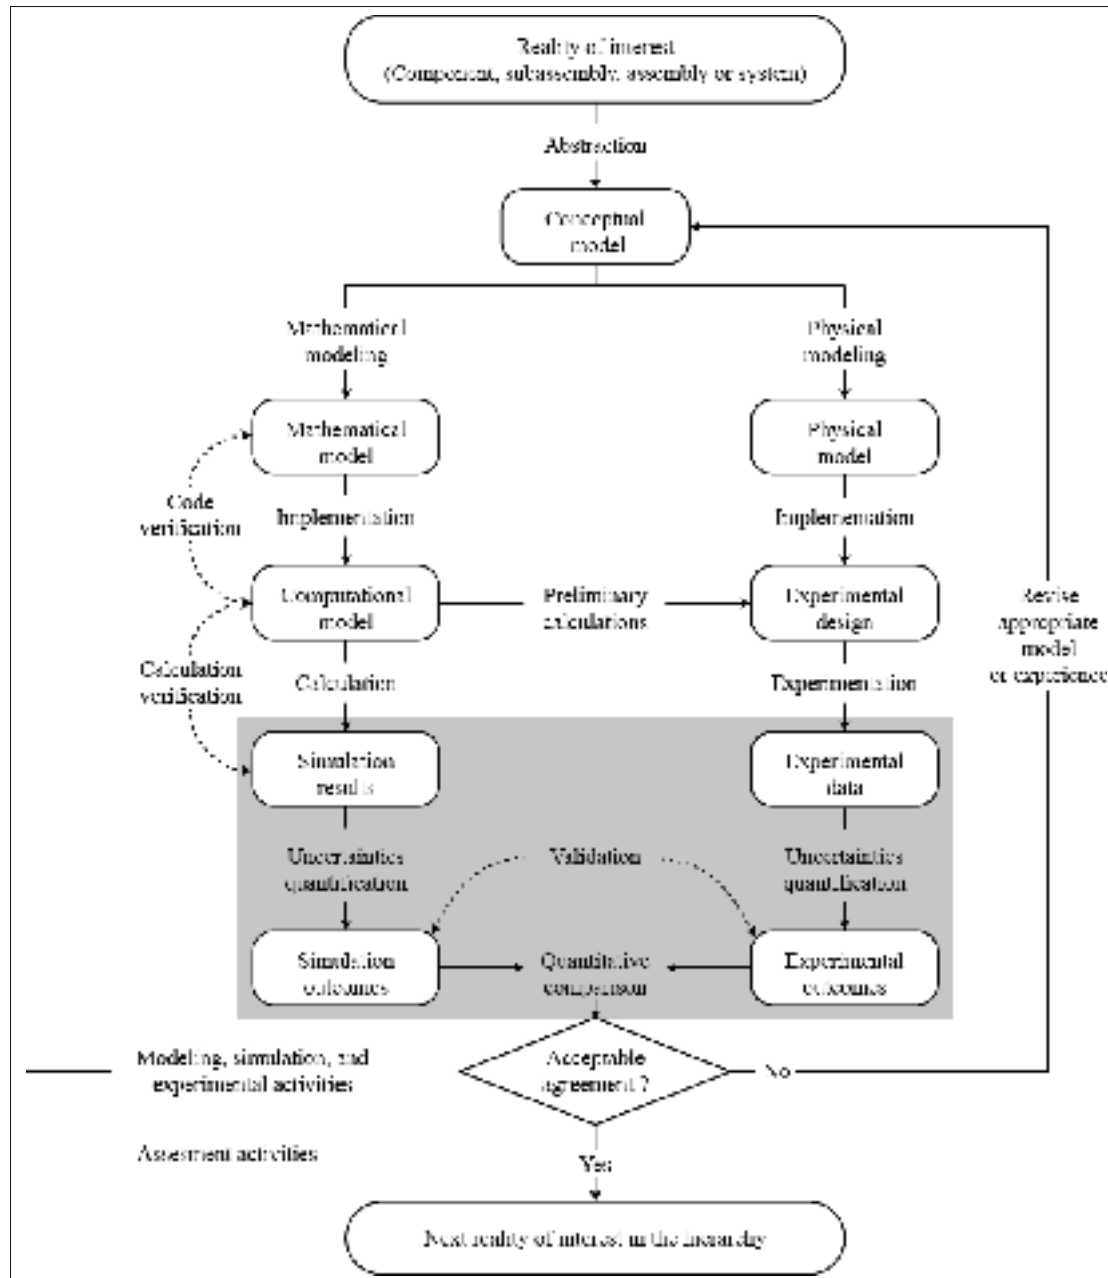 Reality of interest
(Component, subassembly, assembly or system)
Abstraction
Conceptual
model
Mathematical
modeling
Physical
modeling
Mathematical
model
Physical
model
Code
verification
Implementation
Implementation
Computational
model
Preliminary
calculations
Experimental
design
Revise
appropriate
model
or experience
Calculation
verification
Calculation
Experimentation
Simulation
results
Experimental
data
Uncertainties
quantification
Validation
Uncertainties
quantification
Simulation
outcomes
Quantitative
comparison
Experimental
outcomes
Modeling, simulation, and
experimental activities
Acceptable
agreement ?
No
Assesment activities
Yes
Next reality of interest in the hierarchy